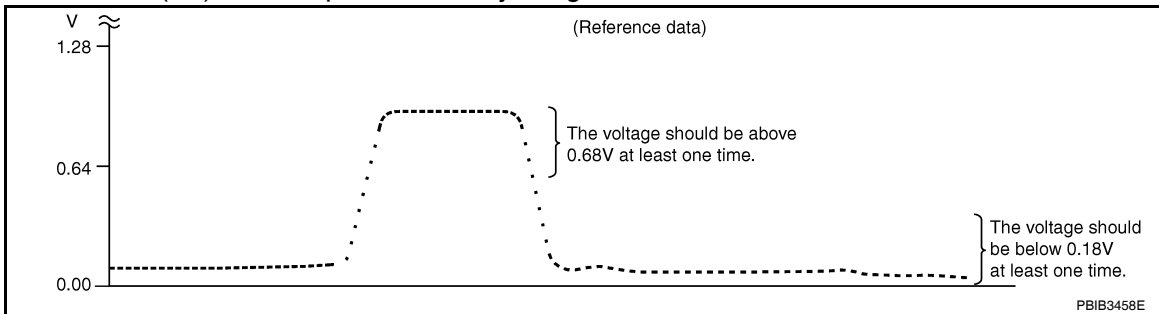 V
(Reference data)
1.28
The voltage should be above
0.68V at least one time.
0.64
The voltage should
be below 0.18V
at least one time.
0.00
PBIB3458E